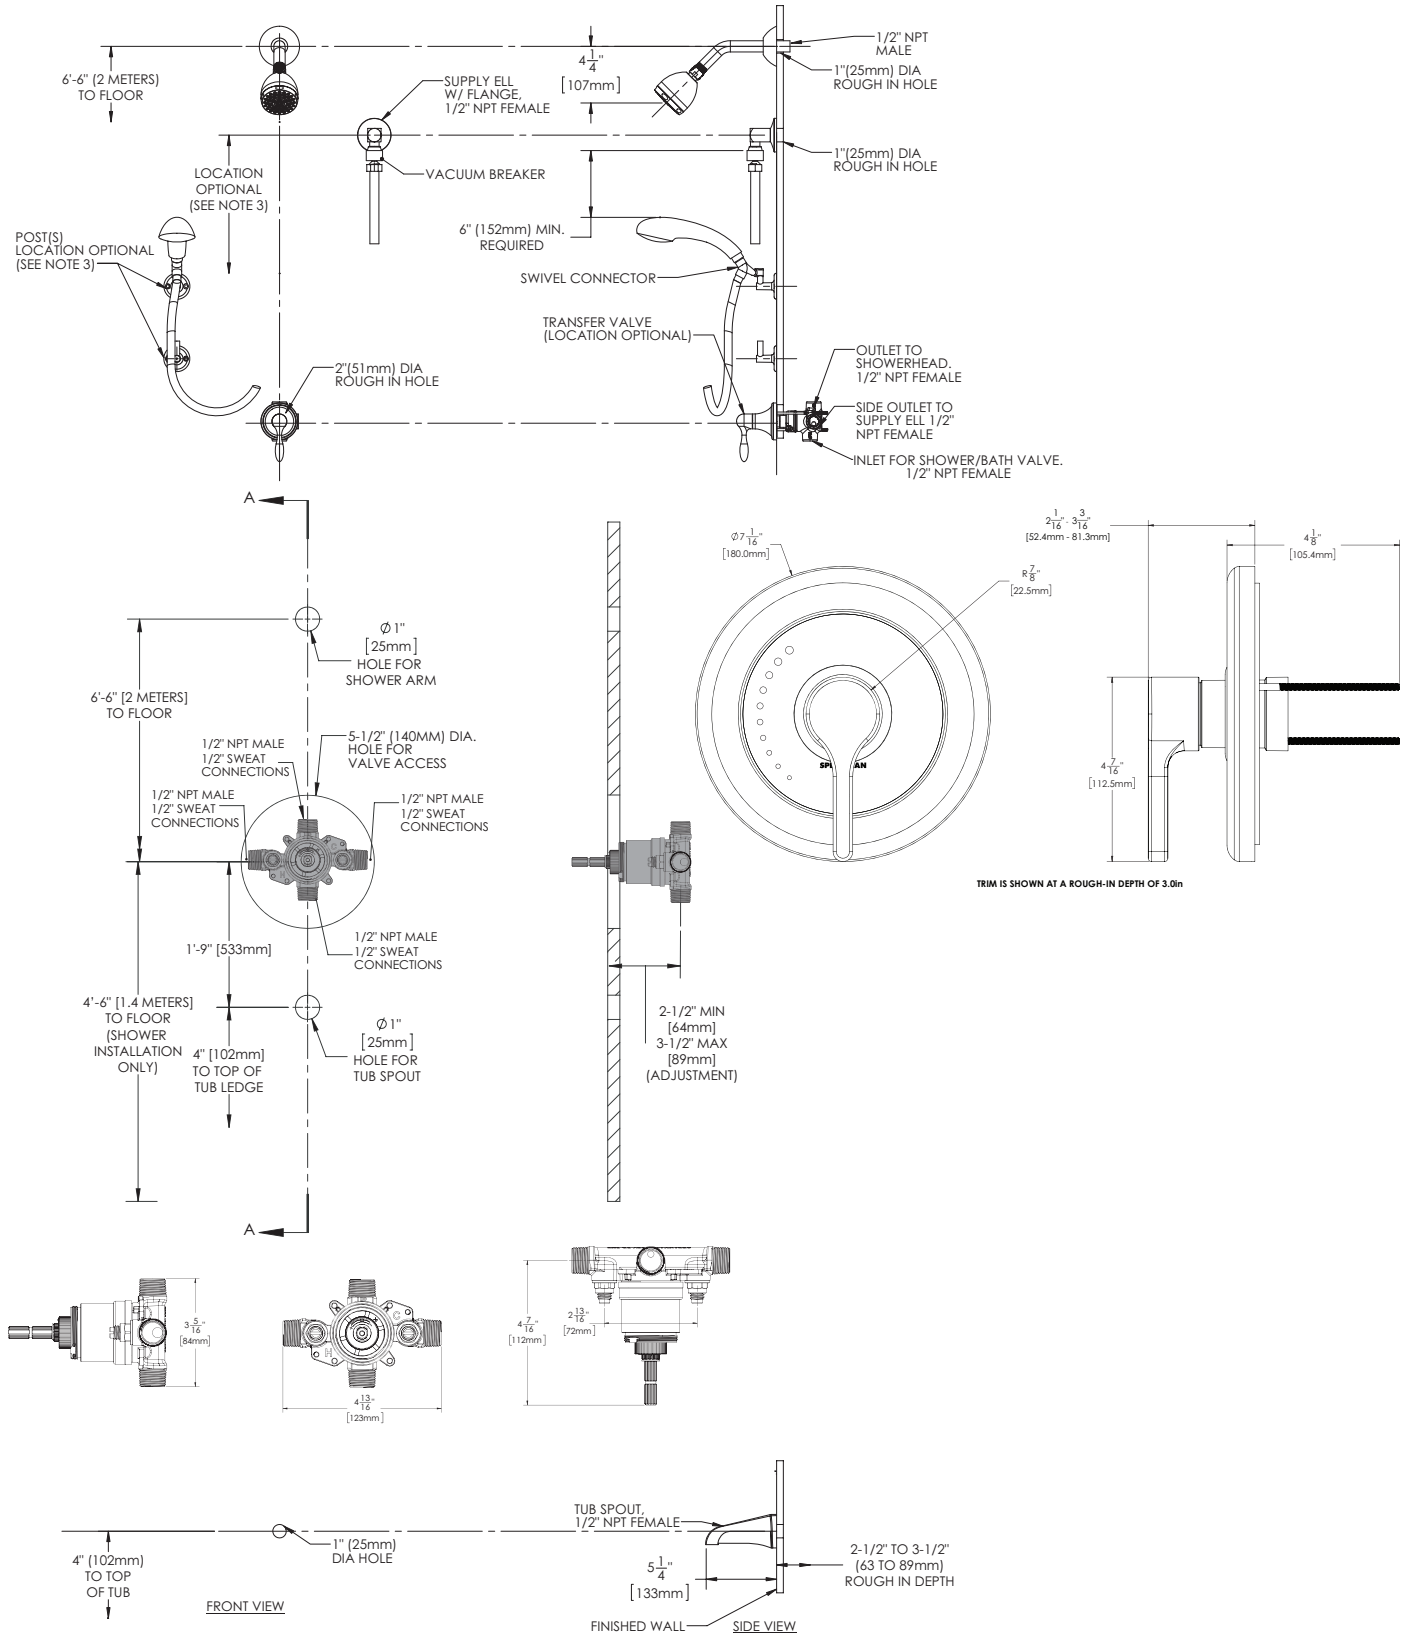 6'-6" (2 METERS)
TO FLOOR
SUPPLY ELL
W/ FLANGE,
1/2" NPT FEMALE
4 1/4"
[107mm]
1/2" NPT
MALE
1"(25mm) DIA
ROUGH IN HOLE
1"(25mm) DIA
ROUGH IN HOLE
LOCATION
OPTIONAL
(SEE NOTE 3)
VACUUM BREAKER
POST(S)
LOCATION OPTIONAL
(SEE NOTE 3)
6" (152mm) MIN.
REQUIRED
SWIVEL CONNECTOR
TRANSFER VALVE
(LOCATION OPTIONAL)
2"(51mm) DIA
ROUGH IN HOLE
OUTLET TO
SHOWERHEAD.
1/2" NPT FEMALE
SIDE OUTLET TO
SUPPLY ELL 1/2"
NPT FEMALE
INLET FOR SHOWER/BATH VALVE.
1/2" NPT FEMALE
A
Ø 1"
[25mm]
HOLE FOR
SHOWER ARM
6'-6" [2 METERS]
TO FLOOR
1/2" NPT MALE
1/2" SWEAT
CONNECTIONS
5-1/2" (140MM) DIA.
HOLE FOR
VALVE ACCESS
1/2" NPT MALE
1/2" SWEAT
CONNECTIONS
1/2" NPT MALE
1/2" SWEAT
CONNECTIONS
C
H
1/2" NPT MALE
1/2" SWEAT
CONNECTIONS
1'-9" [533mm]
4'-6" [1.4 METERS]
TO FLOOR
(SHOWER
INSTALLATION
ONLY)
4" [102mm]
TO TOP OF
TUB LEDGE
Ø 1"
[25mm]
HOLE FOR
TUB SPOUT
A
2-1/2" MIN
[64mm]
3-1/2" MAX
[89mm]
(ADJUSTMENT)
Ø7 1/16"
[180.0mm]
R 7/8"
[22.5mm]
2 1/16" - 3 3/16"
[52.4mm - 81.3mm]
4 1/8"
[105.4mm]
4 7/16"
[112.5mm]
TRIM IS SHOWN AT A ROUGH-IN DEPTH OF 3.0in
3 5/16"
[84mm]
C
H
4 13/16"
[123mm]
4 7/16"
[112mm]
2 13/16"
[72mm]
1" (25mm)
DIA HOLE
4" (102mm)
TO TOP
OF TUB
FRONT VIEW
TUB SPOUT,
1/2" NPT FEMALE
5 1/4"
[133mm]
2-1/2" TO 3-1/2"
(63 TO 89mm)
ROUGH IN DEPTH
FINISHED WALL
SIDE VIEW